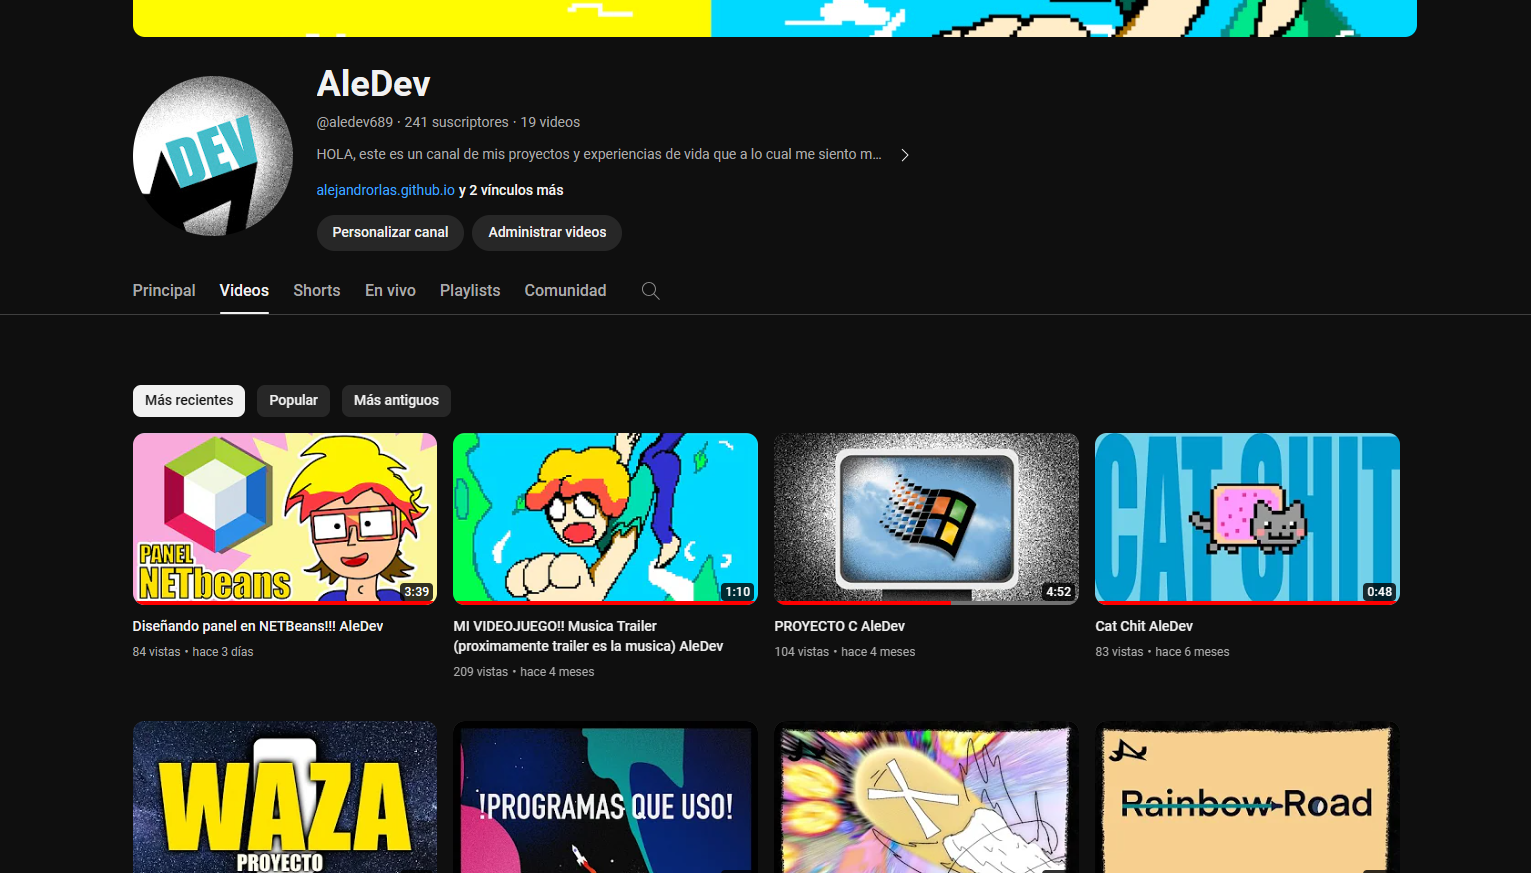 AleDev
@aledev689 · 241 suscriptores · 19 videos
HOLA, este es un canal de mis proyectos y experiencias de vida que a lo cual me siento m...
alejandrorlas.github.io y 2 vínculos más
Personalizar canal
Administrar videos
DEV
Principal
Videos
Shorts
En vivo
Playlists
Comunidad
Más recientes
Popular
Más antiguos
PANEL
NETbeans
3:39
1:10
4:52
CAT CHIT
0:48
Diseñando panel en NETBeans!!! AleDev
84 vistas • hace 3 días
MI VIDEOJUEGO!! Musica Trailer
(proximamente trailer es la musica) AleDev
209 vistas • hace 4 meses
PROYECTO C AleDev
104 vistas • hace 4 meses
Cat Chit AleDev
83 vistas • hace 6 meses
WAZA
PROYECTO
!PROGRAMAS QUE USO!
Rainbow Road